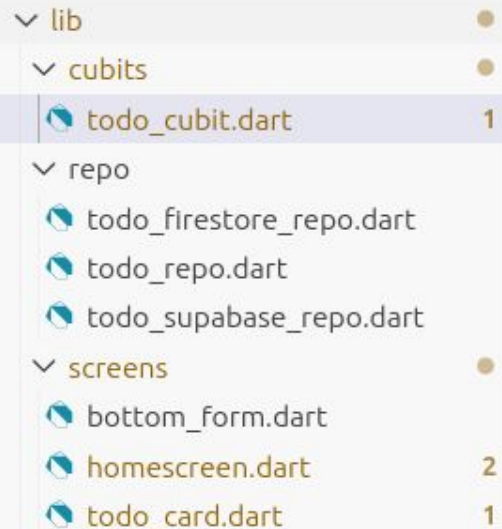 lib
cubits
todo_cubit.dart 1
repo
todo_firestore_repo.dart
todo_repo.dart
todo_supabase_repo.dart
screens
bottom_form.dart
homescreen.dart 2
todo_card.dart 1